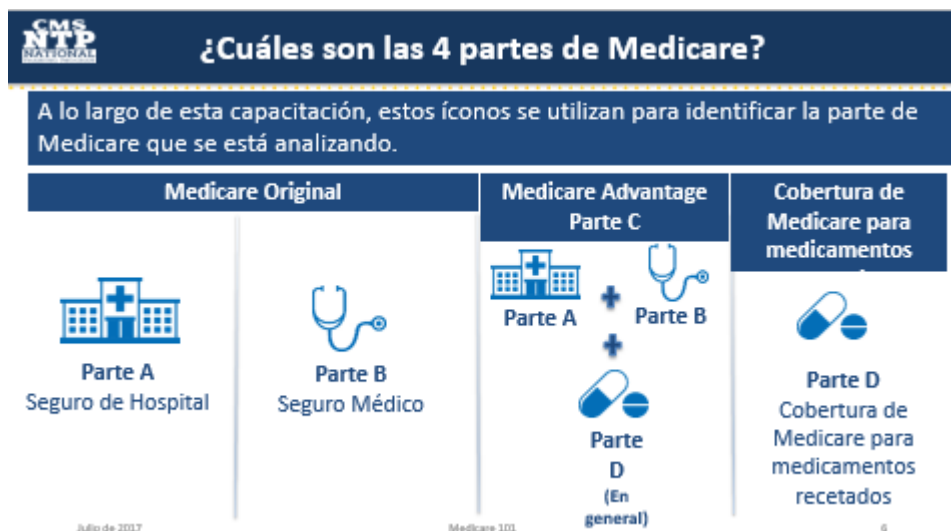 CMS
NTP
NATIONAL
¿Cuáles son las 4 partes de Medicare?
A lo largo de esta capacitación, estos íconos se utilizan para identificar la parte de
Medicare que se está analizando.
Medicare Original
Parte A
Seguro de Hospital
Parte B
Seguro Médico
Medicare Advantage
Parte C
Parte A
Parte B
Parte
D
(En
general)
Cobertura de
Medicare para
medicamentos
Parte D
Cobertura de
Medicare para
medicamentos
recetados
Julio de 2017
Medicare 101
6